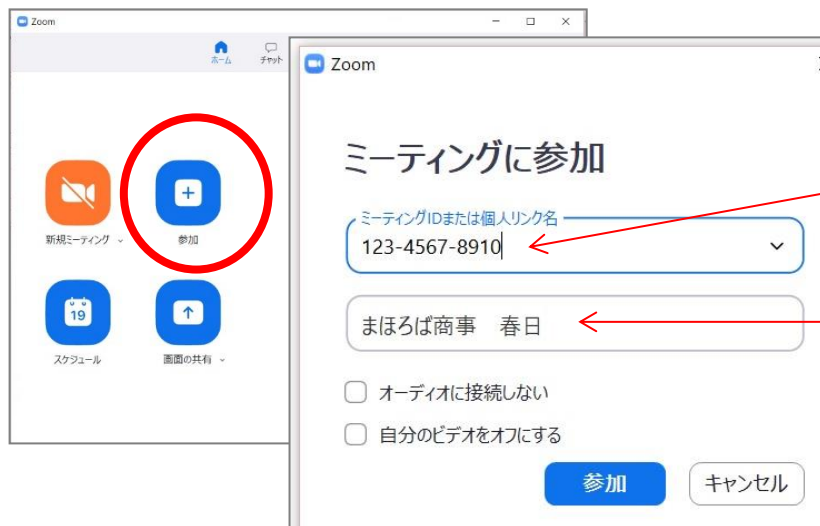 Zoom
ホーム
チャット
新規ミーティング
参加
19
スケジュール
画面の共有
Zoom
ミーティングに参加
ミーティングIDまたは個人リンク名
123-4567-8910
まほろば商事　春日
オーディオに接続しない
自分のビデオをオフにする
参加
キャンセル